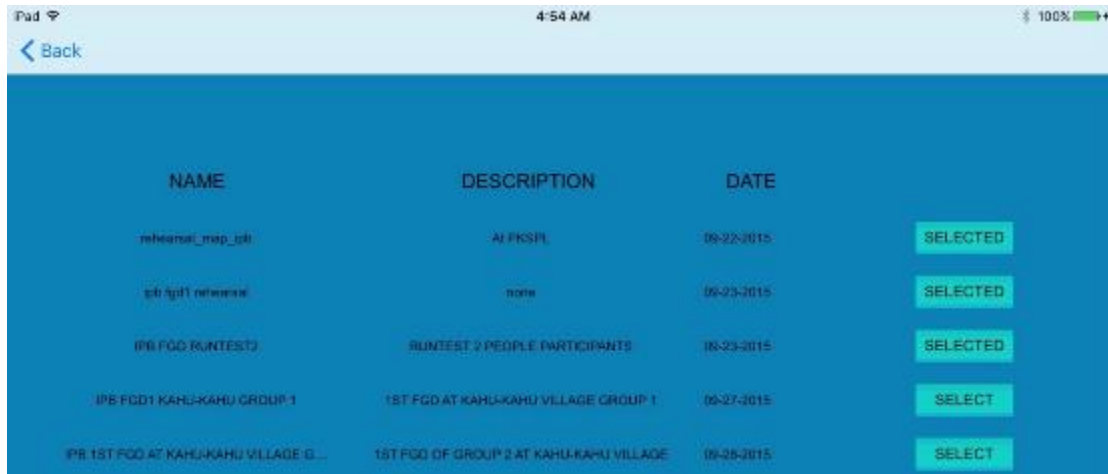 iPad 4:54 AM 100%
Back
NAME DESCRIPTION DATE
rehearsal_map_ipb AI PKSPL 09-22-2015 SELECTED
ipb fgd1 rehearsal none 09-23-2015 SELECTED
IPB FGD RUNTEST2 RUNTEST 2 PEOPLE PARTICIPANTS 09-23-2015 SELECTED
IPB FGD1 KAHU-KAHU GROUP 1 1ST FGD AT KAHU-KAHU VILLAGE GROUP 1 09-27-2015 SELECT
IPB 1ST FGD AT KAHU-KAHU VILLAGE G... 1ST FGD OF GROUP 2 AT KAHU-KAHU VILLAGE 09-28-2015 SELECT